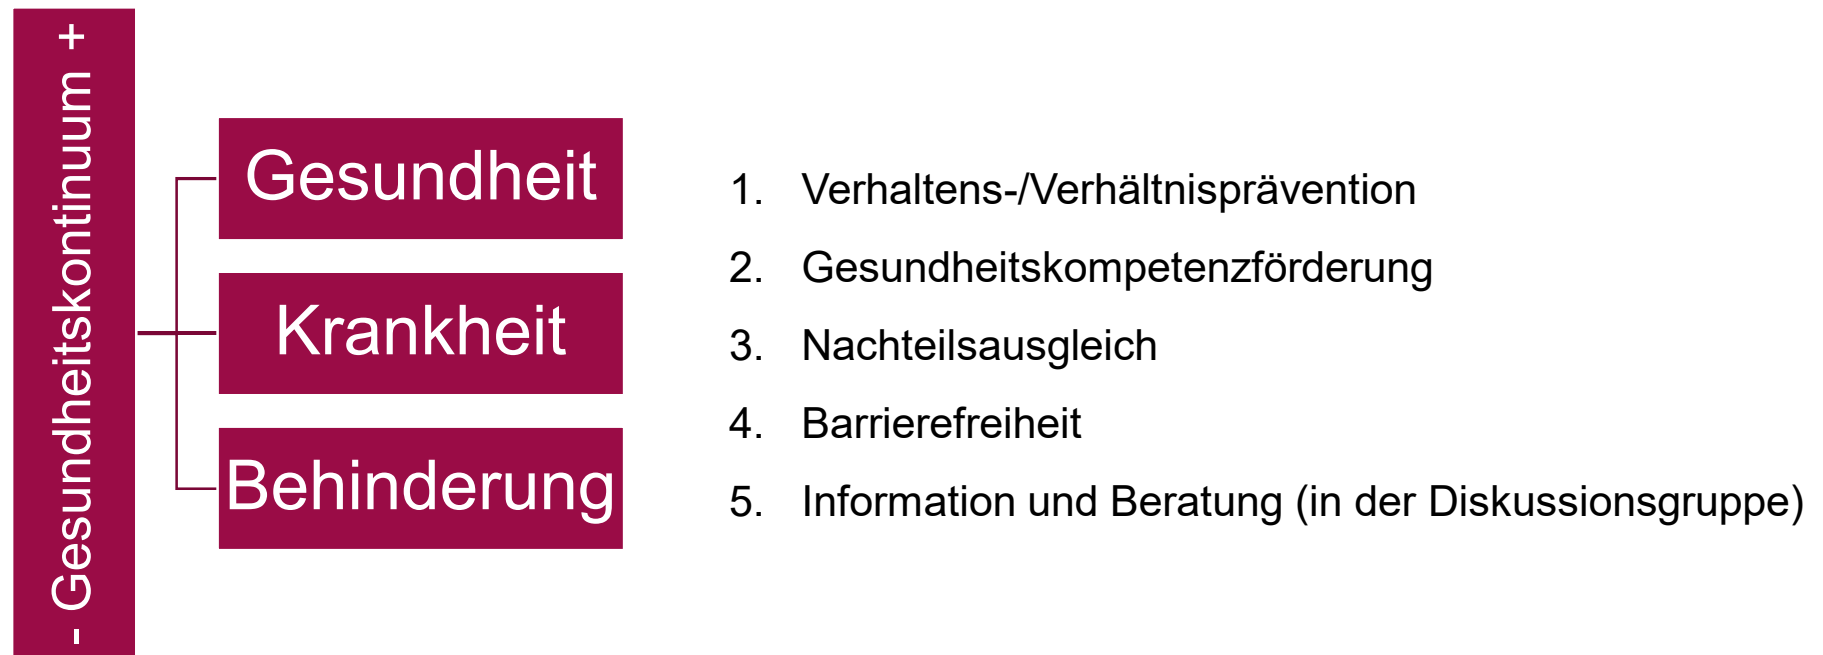 - Gesundheitskontinuum +
Gesundheit
Krankheit
Behinderung
1. Verhaltens-/Verhältnisprävention
2. Gesundheitskompetenzförderung
3. Nachteilsausgleich
4. Barrierefreiheit
5. Information und Beratung (in der Diskussionsgruppe)